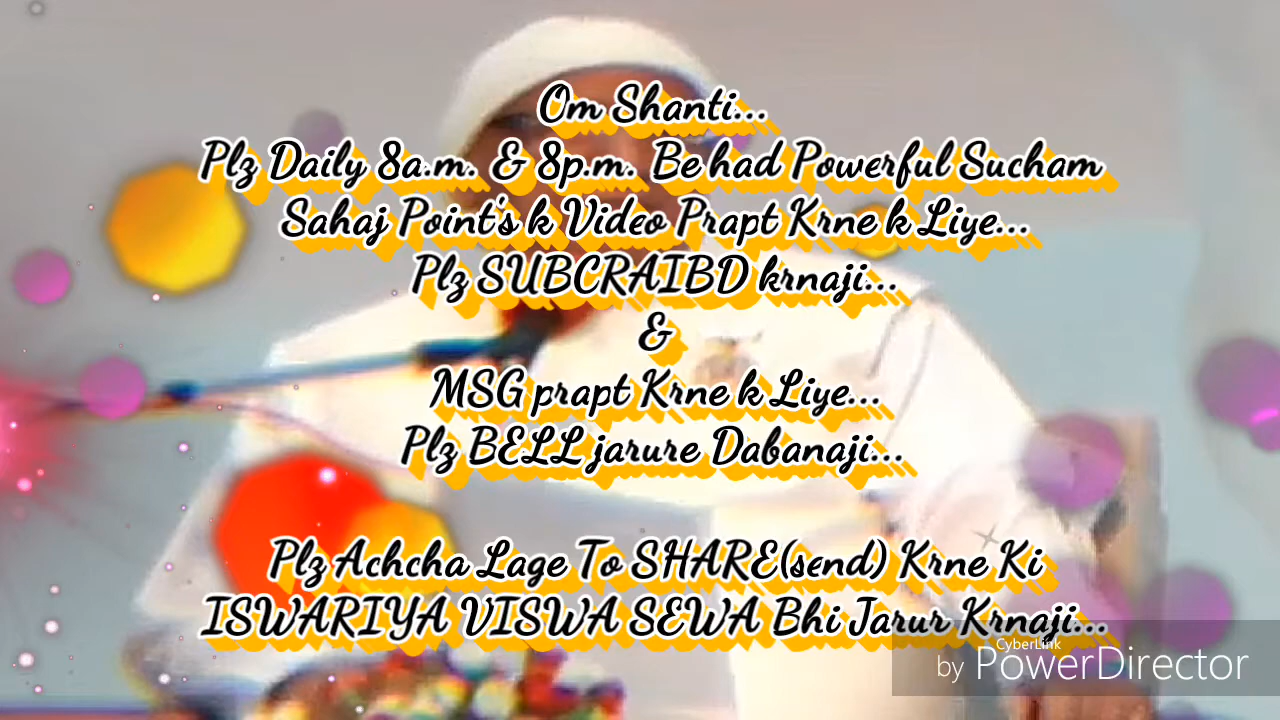 Om Shanti...
Plz Daily 8a.m. & 8p.m. Be had Powerful Sucham
Sahaj Point's k Video Prapt Krne k Liye...
Plz SUBCRAIBD krnaji...
&
MSG prapt Krne k Liye...
Plz BELL jarure Dabanaji...
Plz Achcha Lage To SHARE(send) Krne Ki
ISWARIYA VISWA SEWA Bhi Jarur Krnaji...
CyberLink
by PowerDirector